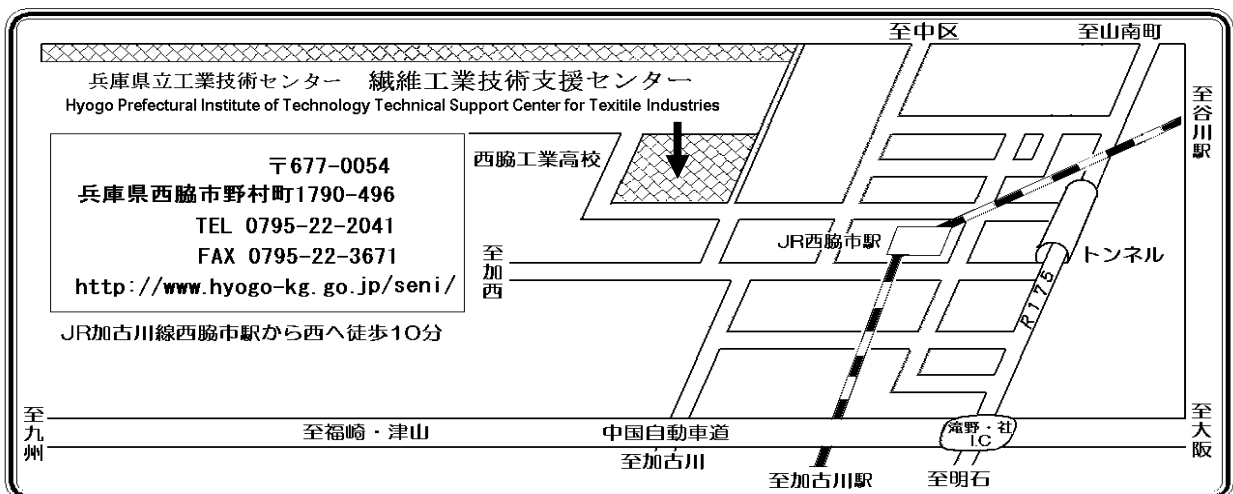 至中区
至山南町
兵庫県立工業技術センター 繊維工業技術支援センター
Hyogo Prefectural Institute of Technology Technical Support Center for Texitile Industries
至谷川駅
西脇工業高校
〒677-0054
兵庫県西脇市野村町1790-496
TEL 0795-22-2041
FAX 0795-22-3671
http://www.hyogo-kg.go.jp/seni/
JR西脇市駅
至加西
トンネル
R175
JR加古川線西脇市駅から西へ徒歩10分
至九州
至福崎・津山
中国自動車道
滝野・社
I.C
至大阪
至加古川
至加古川駅
至明石